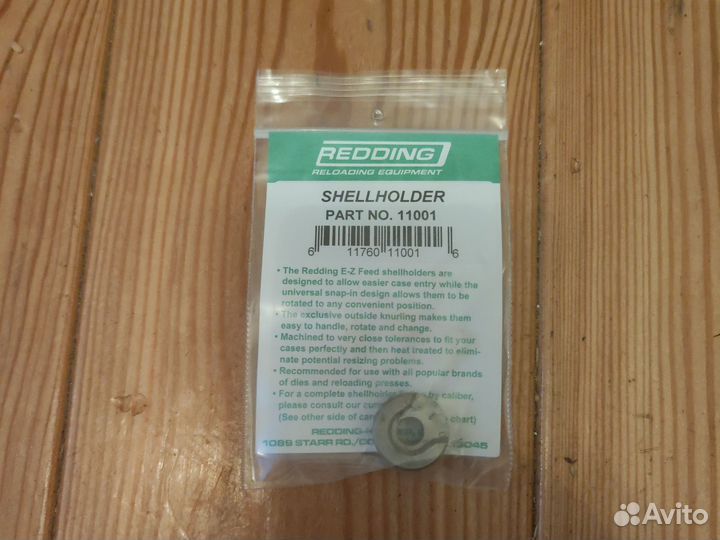 REDDING
RELOADING EQUIPMENT
SHELLHOLDER
PART NO. 11001
6 11760 11001 6
• The Redding E-Z Feed shellholders are
designed to allow easier case entry while the
universal snap-in design allows them to be
rotated to any convenient position.
• The exclusive outside knurling makes them
easy to handle, rotate and change.
• Machined to very close tolerances to fit your
cases perfectly and then heat treated to elimi-
nate potential resizing problems.
• Recommended for use with all popular brands
of dies and reloading presses.
• For a complete shellholder by caliber,
please consult our
(See other side of chart)
REDDING
1089 STARR RD.
Avito